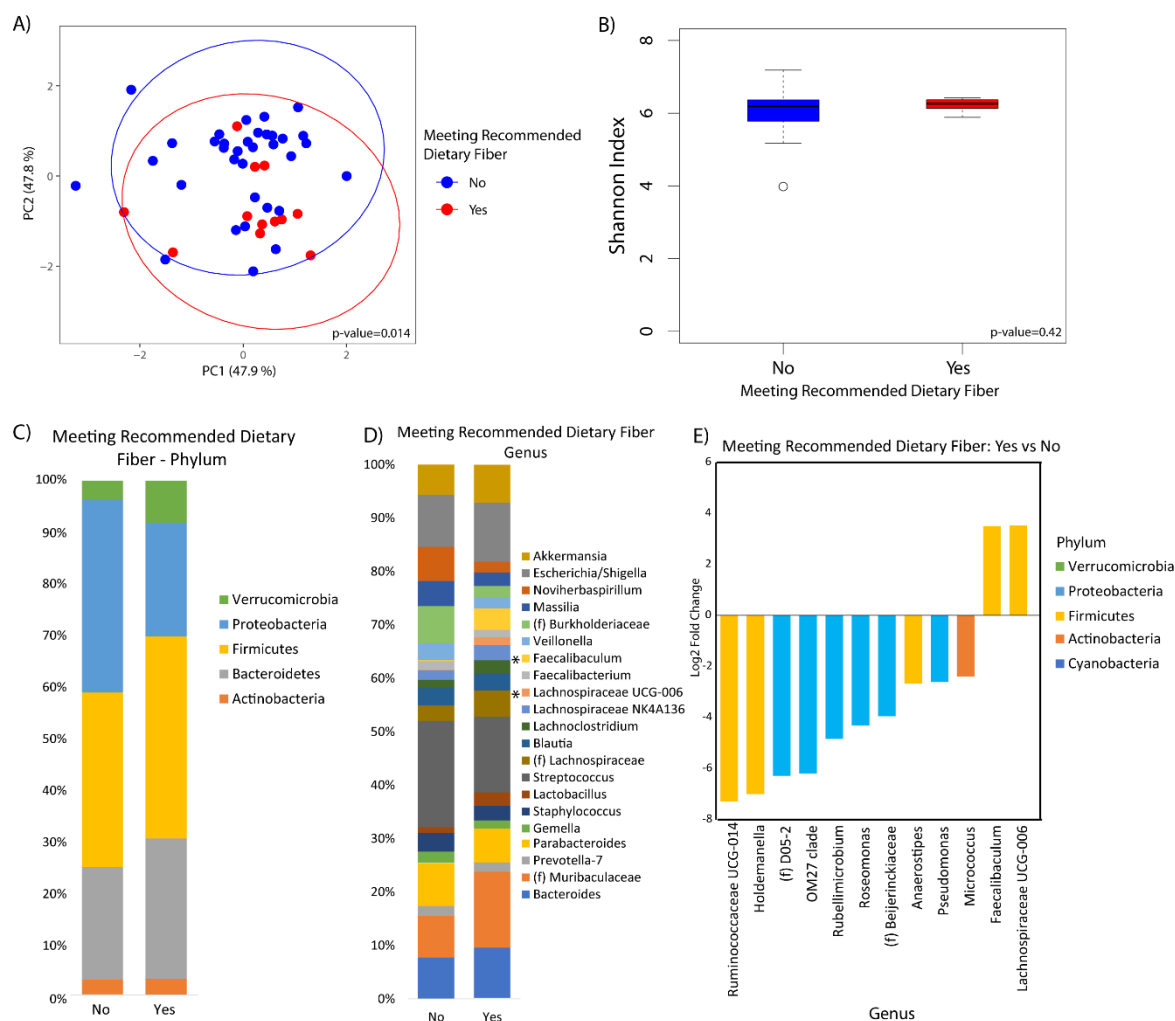 A)
2
0
−2
PC2 (47.8 %)
−2
0
2
PC1 (47.9 %)
p-value=0.014
Meeting Recommended
Dietary Fiber
No
Yes
B)
8
6
4
2
0
Shannon Index
p-value=0.42
No
Yes
Meeting Recommended Dietary Fiber
C)
Meeting Recommended Dietary
Fiber - Phylum
100%
90%
80%
70%
60%
50%
40%
30%
20%
10%
0%
No
Yes
Verrucomicrobia
Proteobacteria
Firmicutes
Bacteroidetes
Actinobacteria
D)
Meeting Recommended Dietary Fiber
Genus
100%
90%
80%
70%
60%
50%
40%
30%
20%
10%
0%
No
Yes
Akkermansia
Escherichia/Shigella
Noviherbaspirillum
Massilia
(f) Burkholderiaceae
Veillonella
* Faecalibaculum
Faecalibacterium
* Lachnospiraceae UCG-006
Lachnospiraceae NK4A136
Lachnoclostridium
Blautia
(f) Lachnospiraceae
Streptococcus
Lactobacillus
Staphylococcus
Gemella
Parabacteroides
Prevotella-7
(f) Muribaculaceae
Bacteroides
E)
Meeting Recommended Dietary Fiber: Yes vs No
6
4
2
0
-2
-4
-6
-8
Log2 Fold Change
Ruminococcaceae UCG-014
Holdemanella
(f) D05-2
OM27 clade
Rubellimicrobium
Roseomonas
(f) Beijerinckiaceae
Anaerostipes
Pseudomonas
Micrococcus
Faecalibaculum
Lachnospiraceae UCG-006
Genus
Phylum
Verrucomicrobia
Proteobacteria
Firmicutes
Actinobacteria
Cyanobacteria